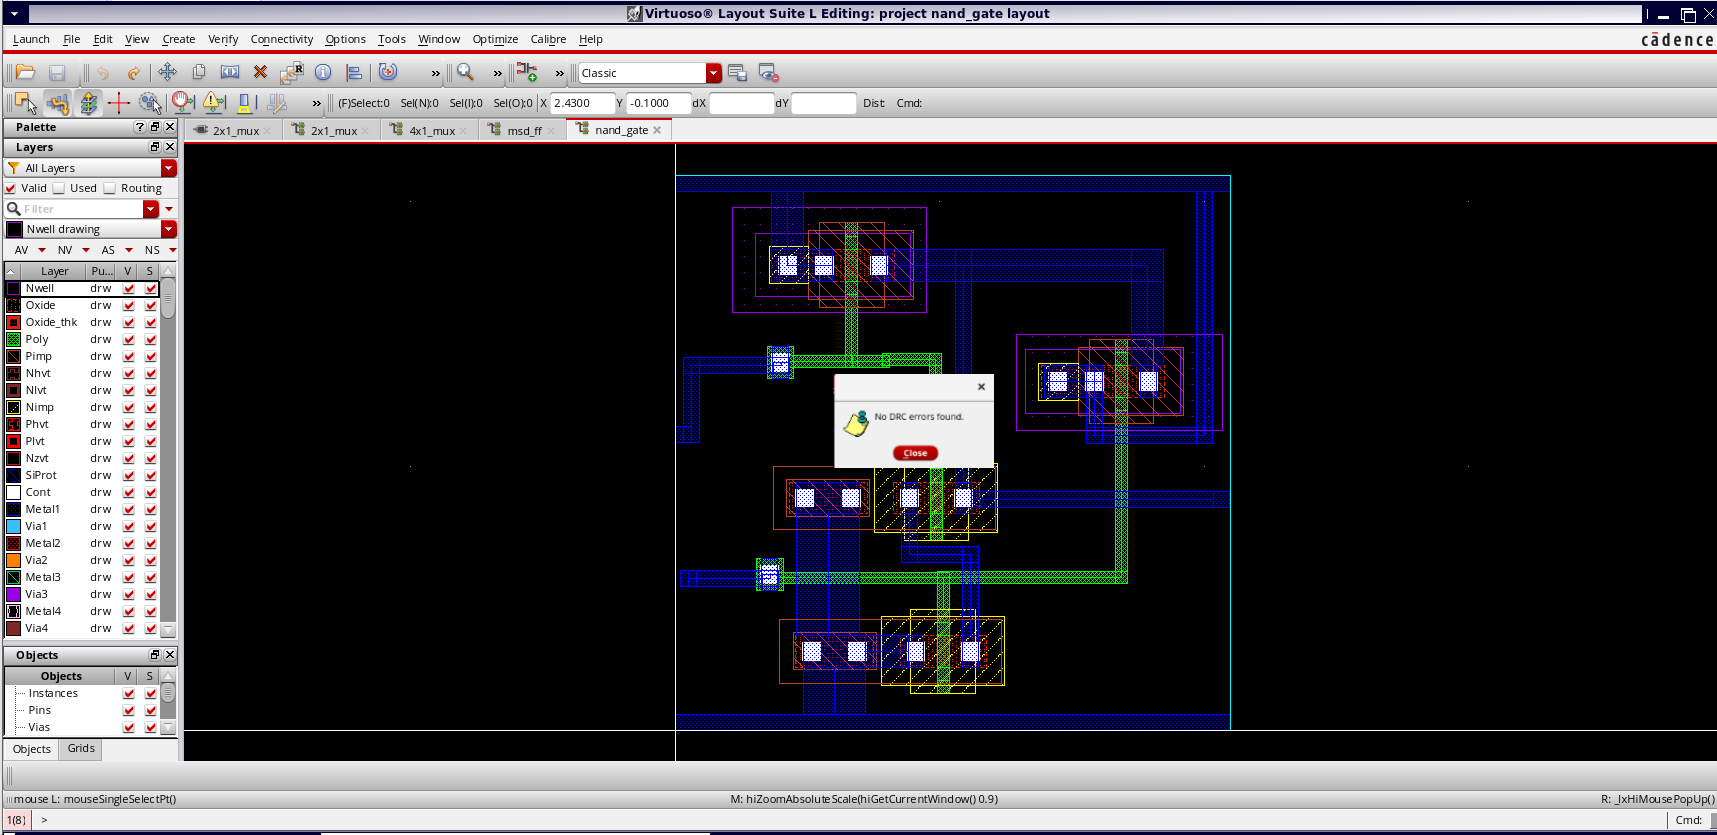 Virtuoso® Layout Suite L Editing: project nand_gate layout
Launch File Edit View Create Verify Connectivity Options Tools Window Optimize Calibre Help
cādence
» » » Classic
» (F)Select:0 Sel(N):0 Sel(I):0 Sel(O):0 X 2.4300 Y -0.1000 dX dY Dist: Cmd:
Palette
2x1_mux 2x1_mux 4x1_mux msd_ff nand_gate
Layers
All Layers
Valid Used Routing
Filter
Nwell drawing
AV NV AS NS
Layer Pu... V S
Nwell drw
Oxide drw
Oxide_thk drw
Poly drw
Pimp drw
Nhvt drw
Nlvt drw
Nimp drw
Phvt drw
Plvt drw
Nzvt drw
SiProt drw
Cont drw
Metal1 drw
Via1 drw
Metal2 drw
Via2 drw
Metal3 drw
Via3 drw
Metal4 drw
Via4 drw
No DRC errors found.
Close
Objects
Objects V S
Instances
Pins
Vias
Objects Grids
mouse L: mouseSingleSelectPt() M: hiZoomAbsoluteScale(hiGetCurrentWindow() 0.9) R: _lxHiMousePopUp()
1(8) > Cmd: